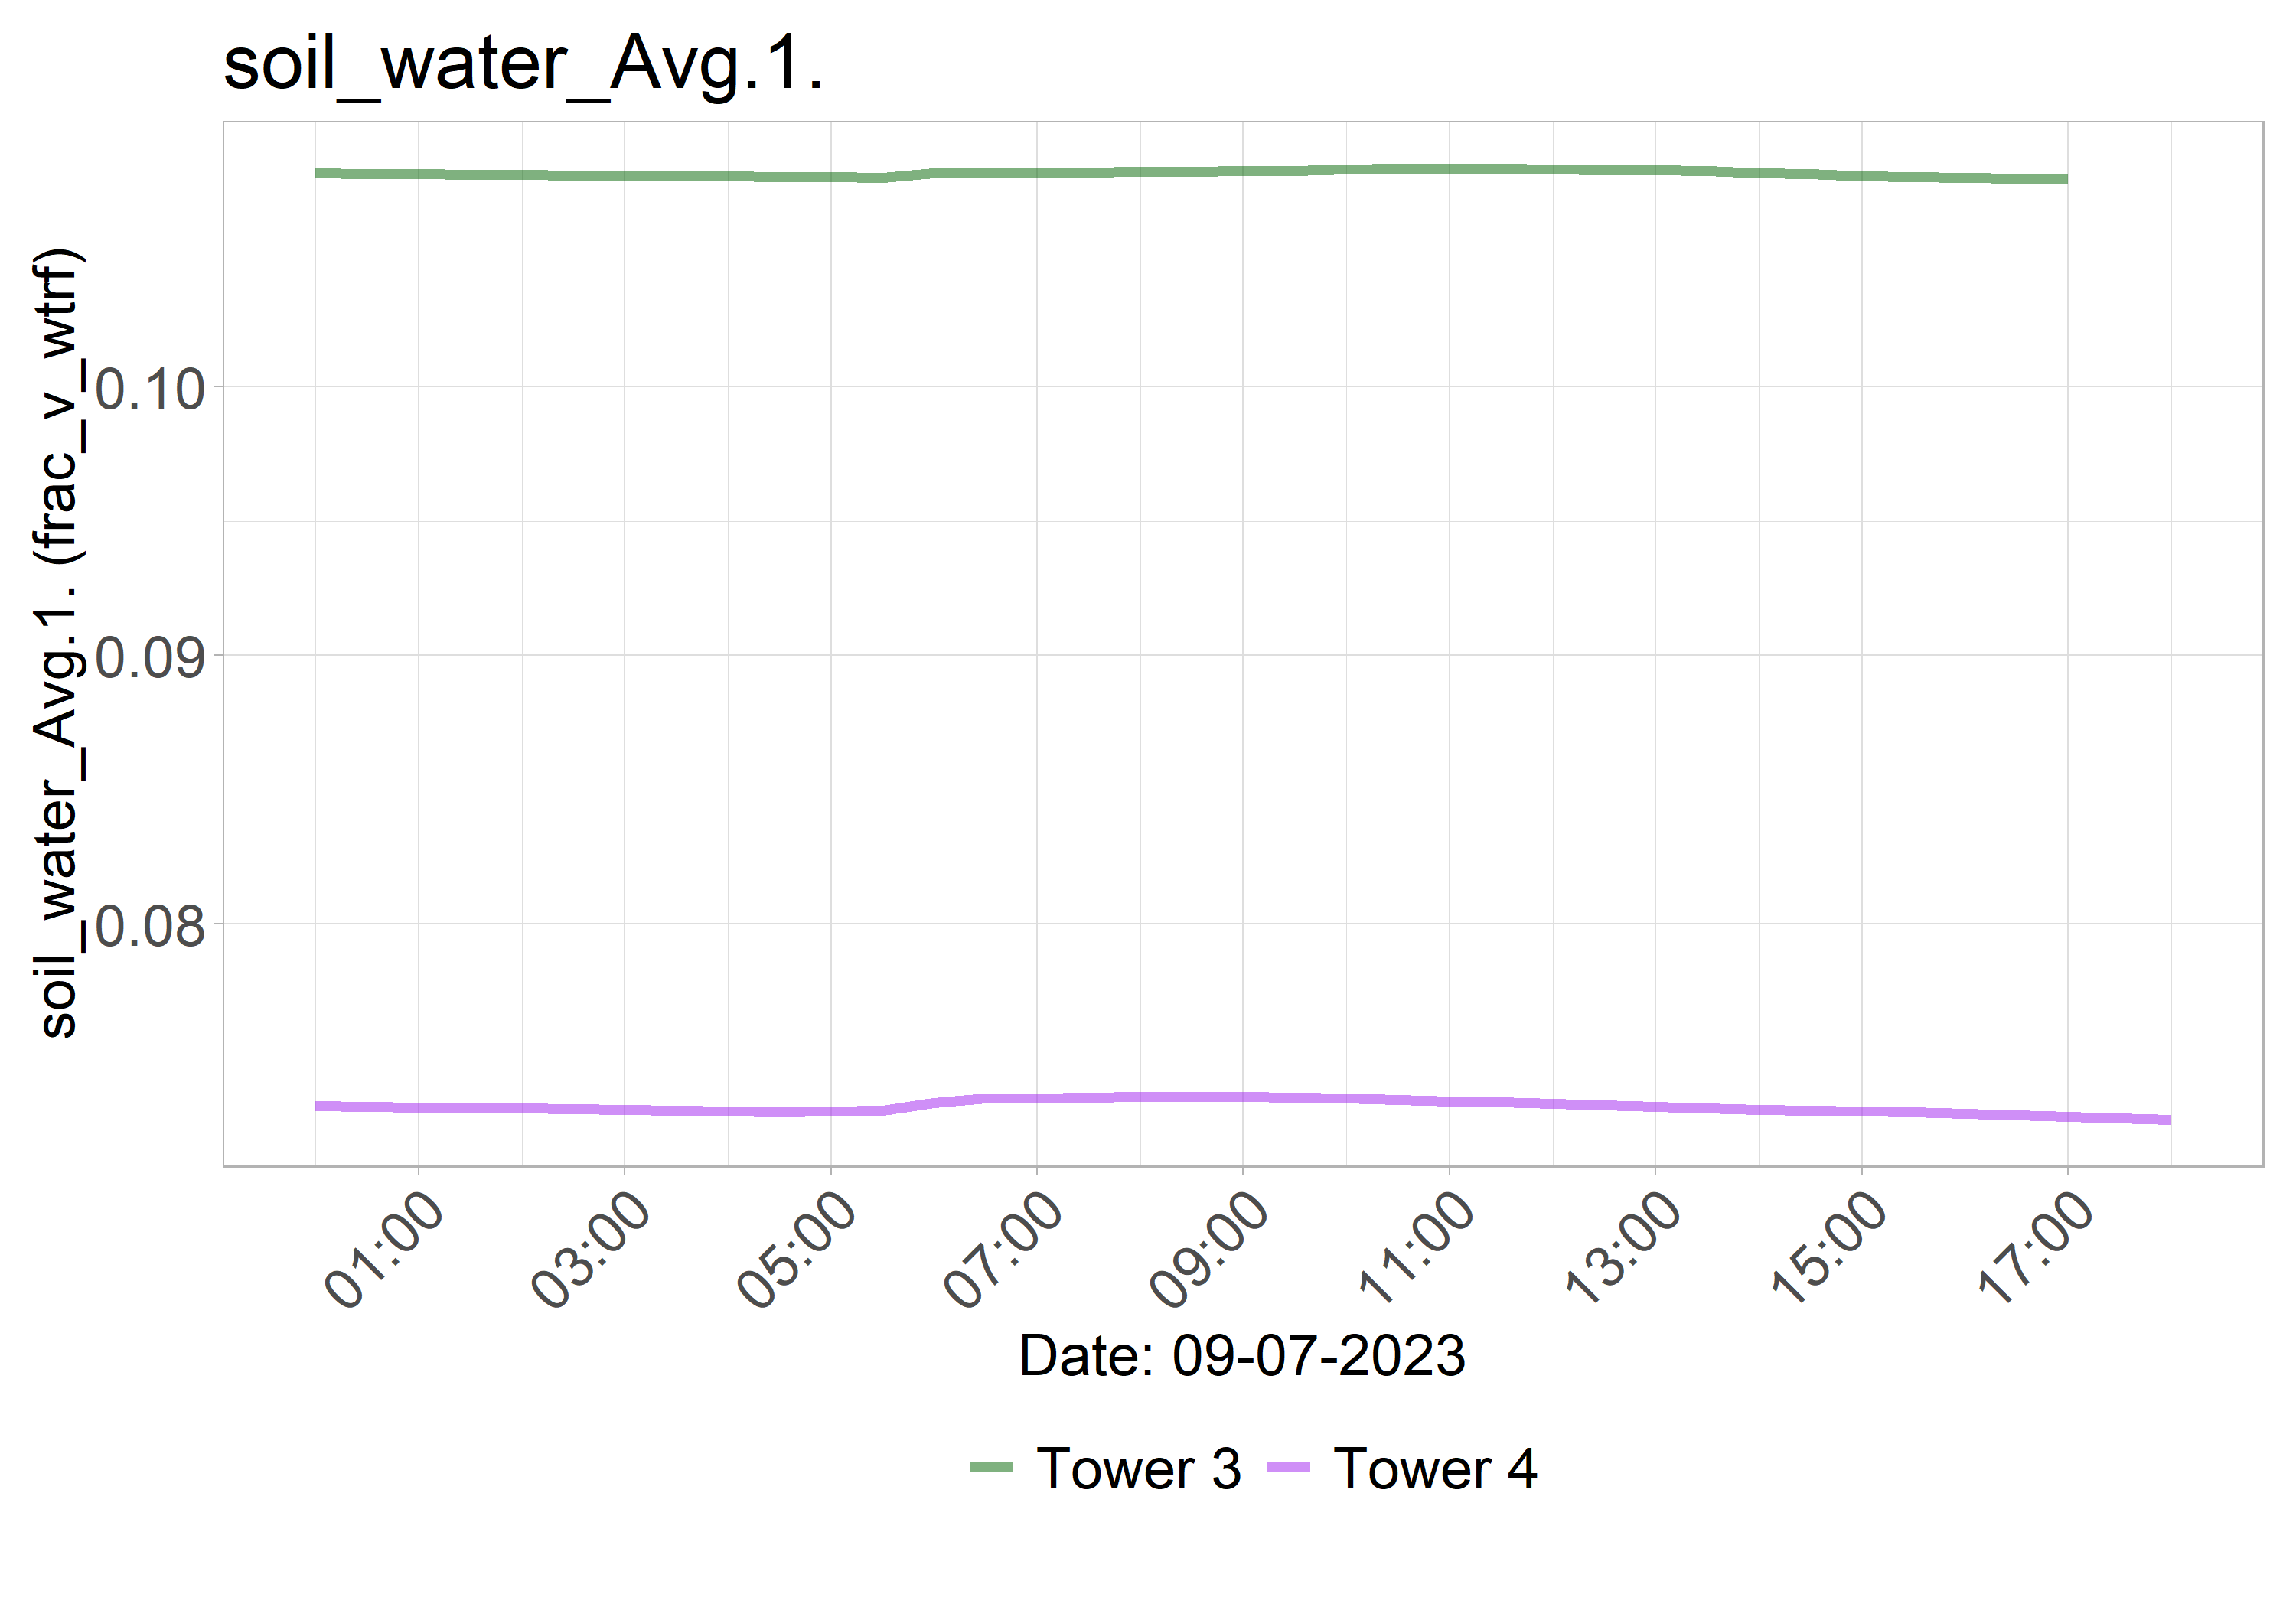 soil_water_Avg.1.
soil_water_Avg.1. (frac_v_wtrf)
0.10
0.09
0.08
01:00
03:00
05:00
07:00
09:00
11:00
13:00
15:00
17:00
Date: 09-07-2023
Tower 3
Tower 4